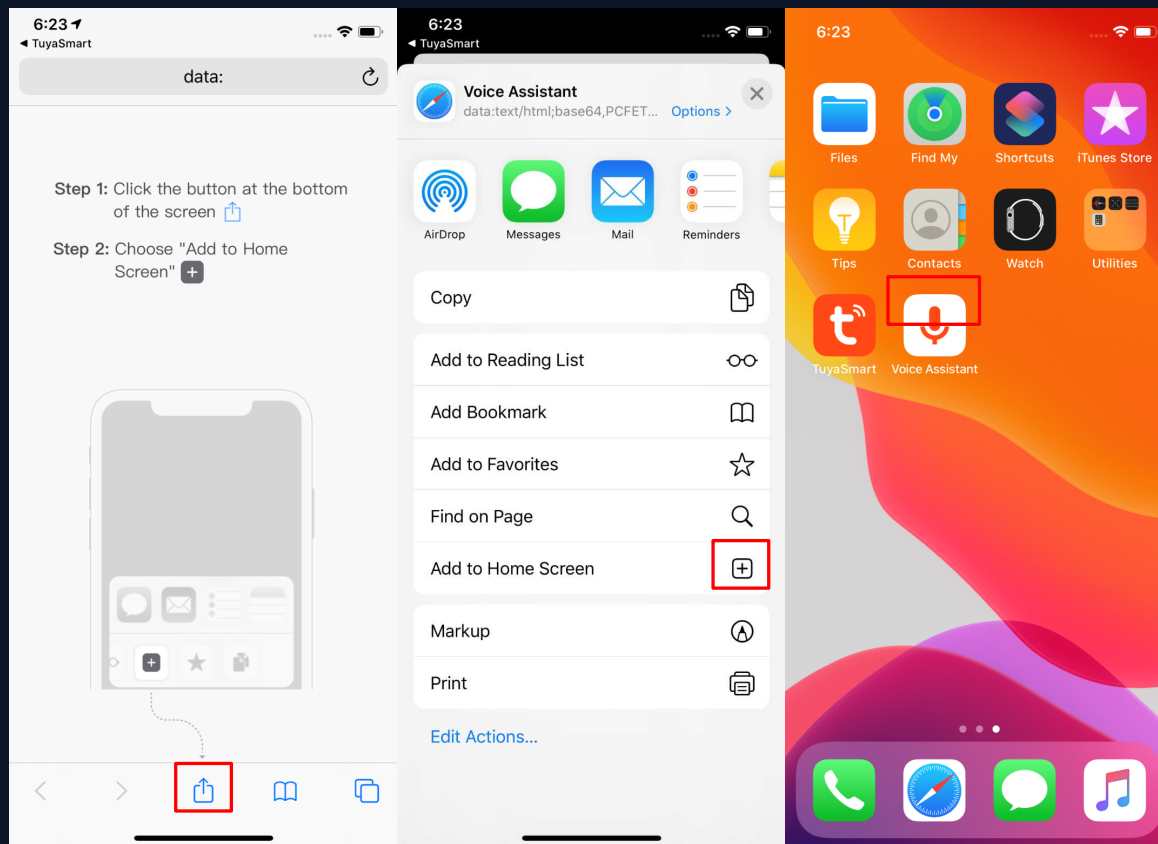 6:23
◀ TuyaSmart
data:
Step 1: Click the button at the bottom
of the screen
Step 2: Choose "Add to Home
Screen"
6:23
◀ TuyaSmart
Voice Assistant
data:text/html;base64,PCFET... Options >
AirDrop
Messages
Mail
Reminders
Copy
Add to Reading List
Add Bookmark
Add to Favorites
Find on Page
Add to Home Screen
Markup
Print
Edit Actions...
6:23
Files
Find My
Shortcuts
iTunes Store
Tips
Contacts
Watch
Utilities
TuyaSmart
Voice Assistant